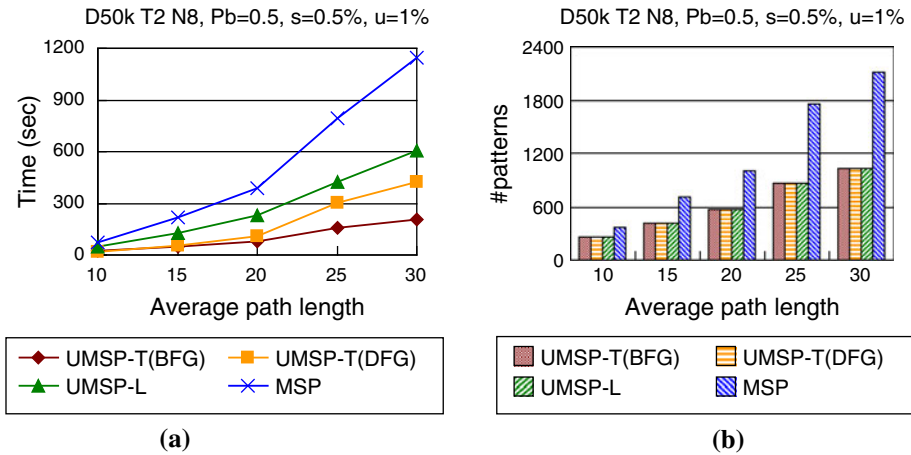 D50k T2 N8, Pb=0.5, s=0.5%, u=1%
1200
900
600
300
0
Time (sec)
10 15 20 25 30
Average path length
UMSP-T(BFG) UMSP-T(DFG)
UMSP-L MSP
(a)
D50k T2 N8, Pb=0.5, s=0.5%, u=1%
2400
1800
1200
600
0
#patterns
10 15 20 25 30
Average path length
UMSP-T(BFG) UMSP-T(DFG)
UMSP-L MSP
(b)